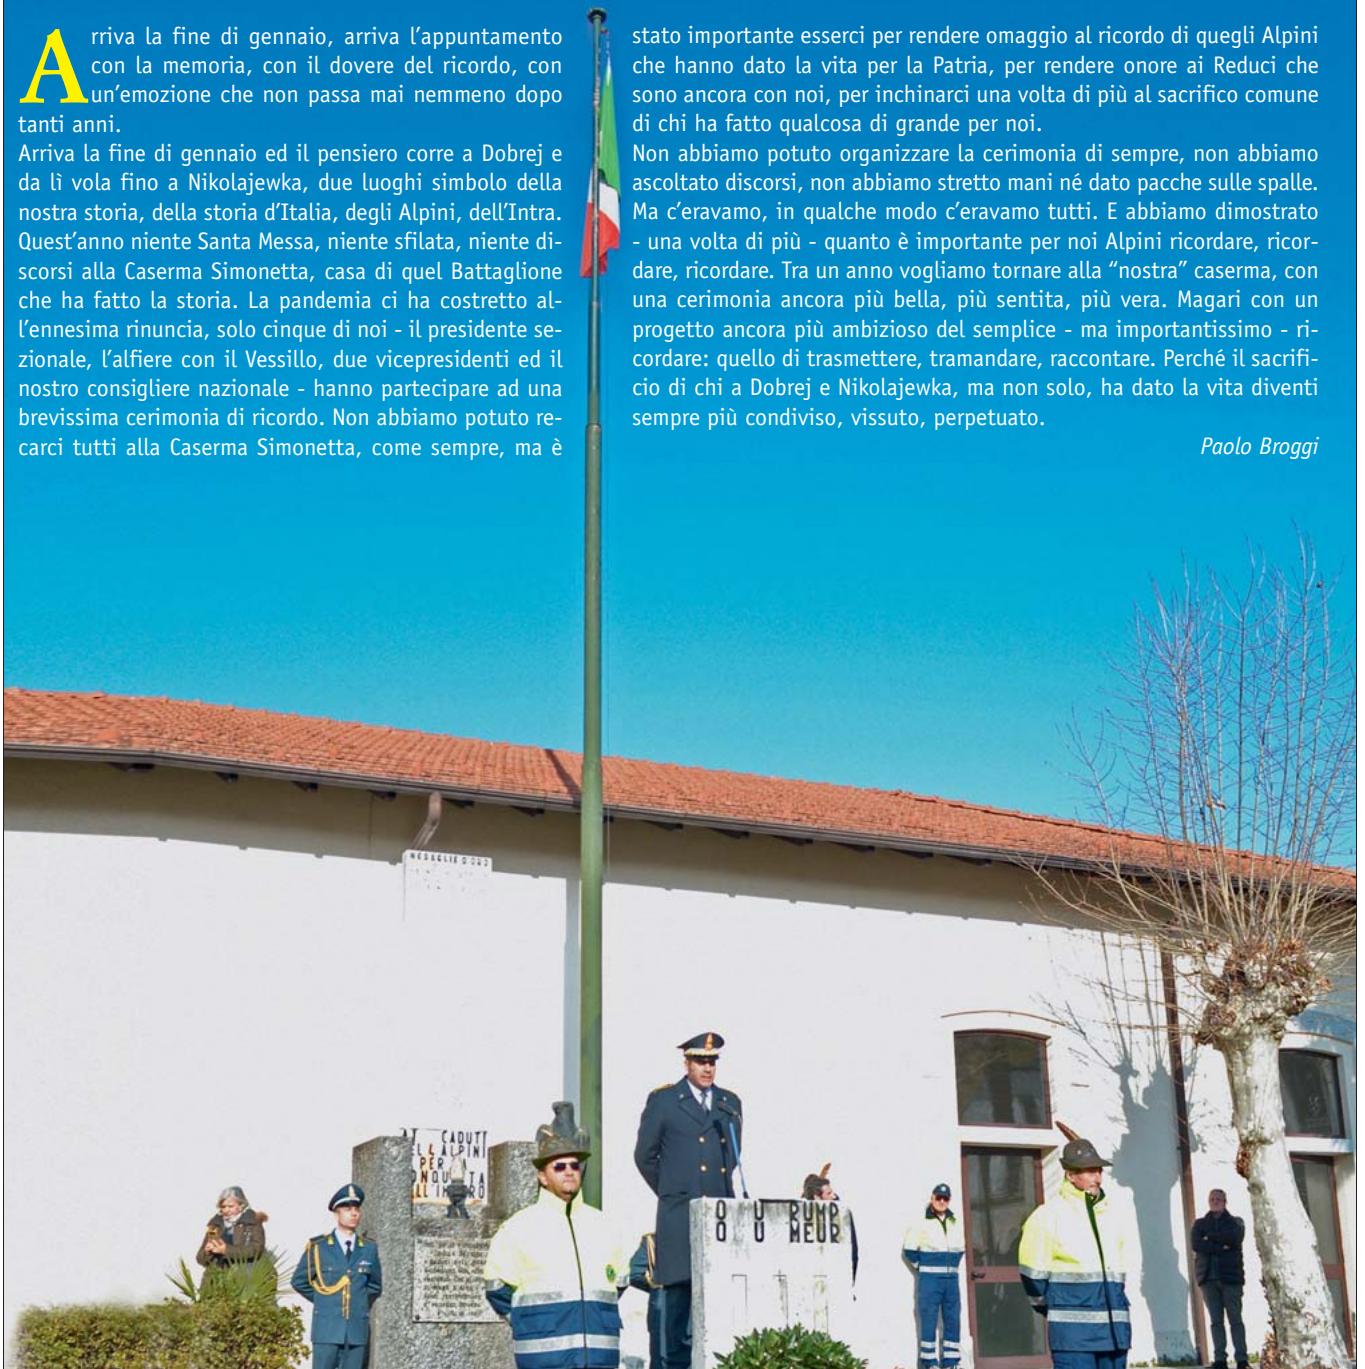 Arriva la fine di gennaio, arriva l'appuntamento
con la memoria, con il dovere del ricordo, con
un'emozione che non passa mai nemmeno dopo
tanti anni.
Arriva la fine di gennaio ed il pensiero corre a Dobrej e
da lì vola fino a Nikolajewka, due luoghi simbolo della
nostra storia, della storia d'Italia, degli Alpini, dell'Intra.
Quest'anno niente Santa Messa, niente sfilata, niente di-
scorsi alla Caserma Simonetta, casa di quel Battaglione
che ha fatto la storia. La pandemia ci ha costretto al-
l'ennesima rinuncia, solo cinque di noi - il presidente se-
zionale, l'alfiere con il Vessillo, due vicepresidenti ed il
nostro consigliere nazionale - hanno partecipare ad una
brevissima cerimonia di ricordo. Non abbiamo potuto re-
carci tutti alla Caserma Simonetta, come sempre, ma è
stato importante esserci per rendere omaggio al ricordo di quegli Alpini
che hanno dato la vita per la Patria, per rendere onore ai Reduci che
sono ancora con noi, per inchinarci una volta di più al sacrifico comune
di chi ha fatto qualcosa di grande per noi.
Non abbiamo potuto organizzare la cerimonia di sempre, non abbiamo
ascoltato discorsi, non abbiamo stretto mani né dato pacche sulle spalle.
Ma c'eravamo, in qualche modo c'eravamo tutti. E abbiamo dimostrato
- una volta di più - quanto è importante per noi Alpini ricordare, ricor-
dare, ricordare. Tra un anno vogliamo tornare alla "nostra" caserma, con
una cerimonia ancora più bella, più sentita, più vera. Magari con un
progetto ancora più ambizioso del semplice - ma importantissimo - ri-
cordare: quello di trasmettere, tramandare, raccontare. Perché il sacrifi-
cio di chi a Dobrej e Nikolajewka, ma non solo, ha dato la vita diventi
sempre più condiviso, vissuto, perpetuato.
Paolo Broggi
MEDAGLIE D'ORO
CADUTI
ALPINI
PER
O U RUMP
O U MEUR